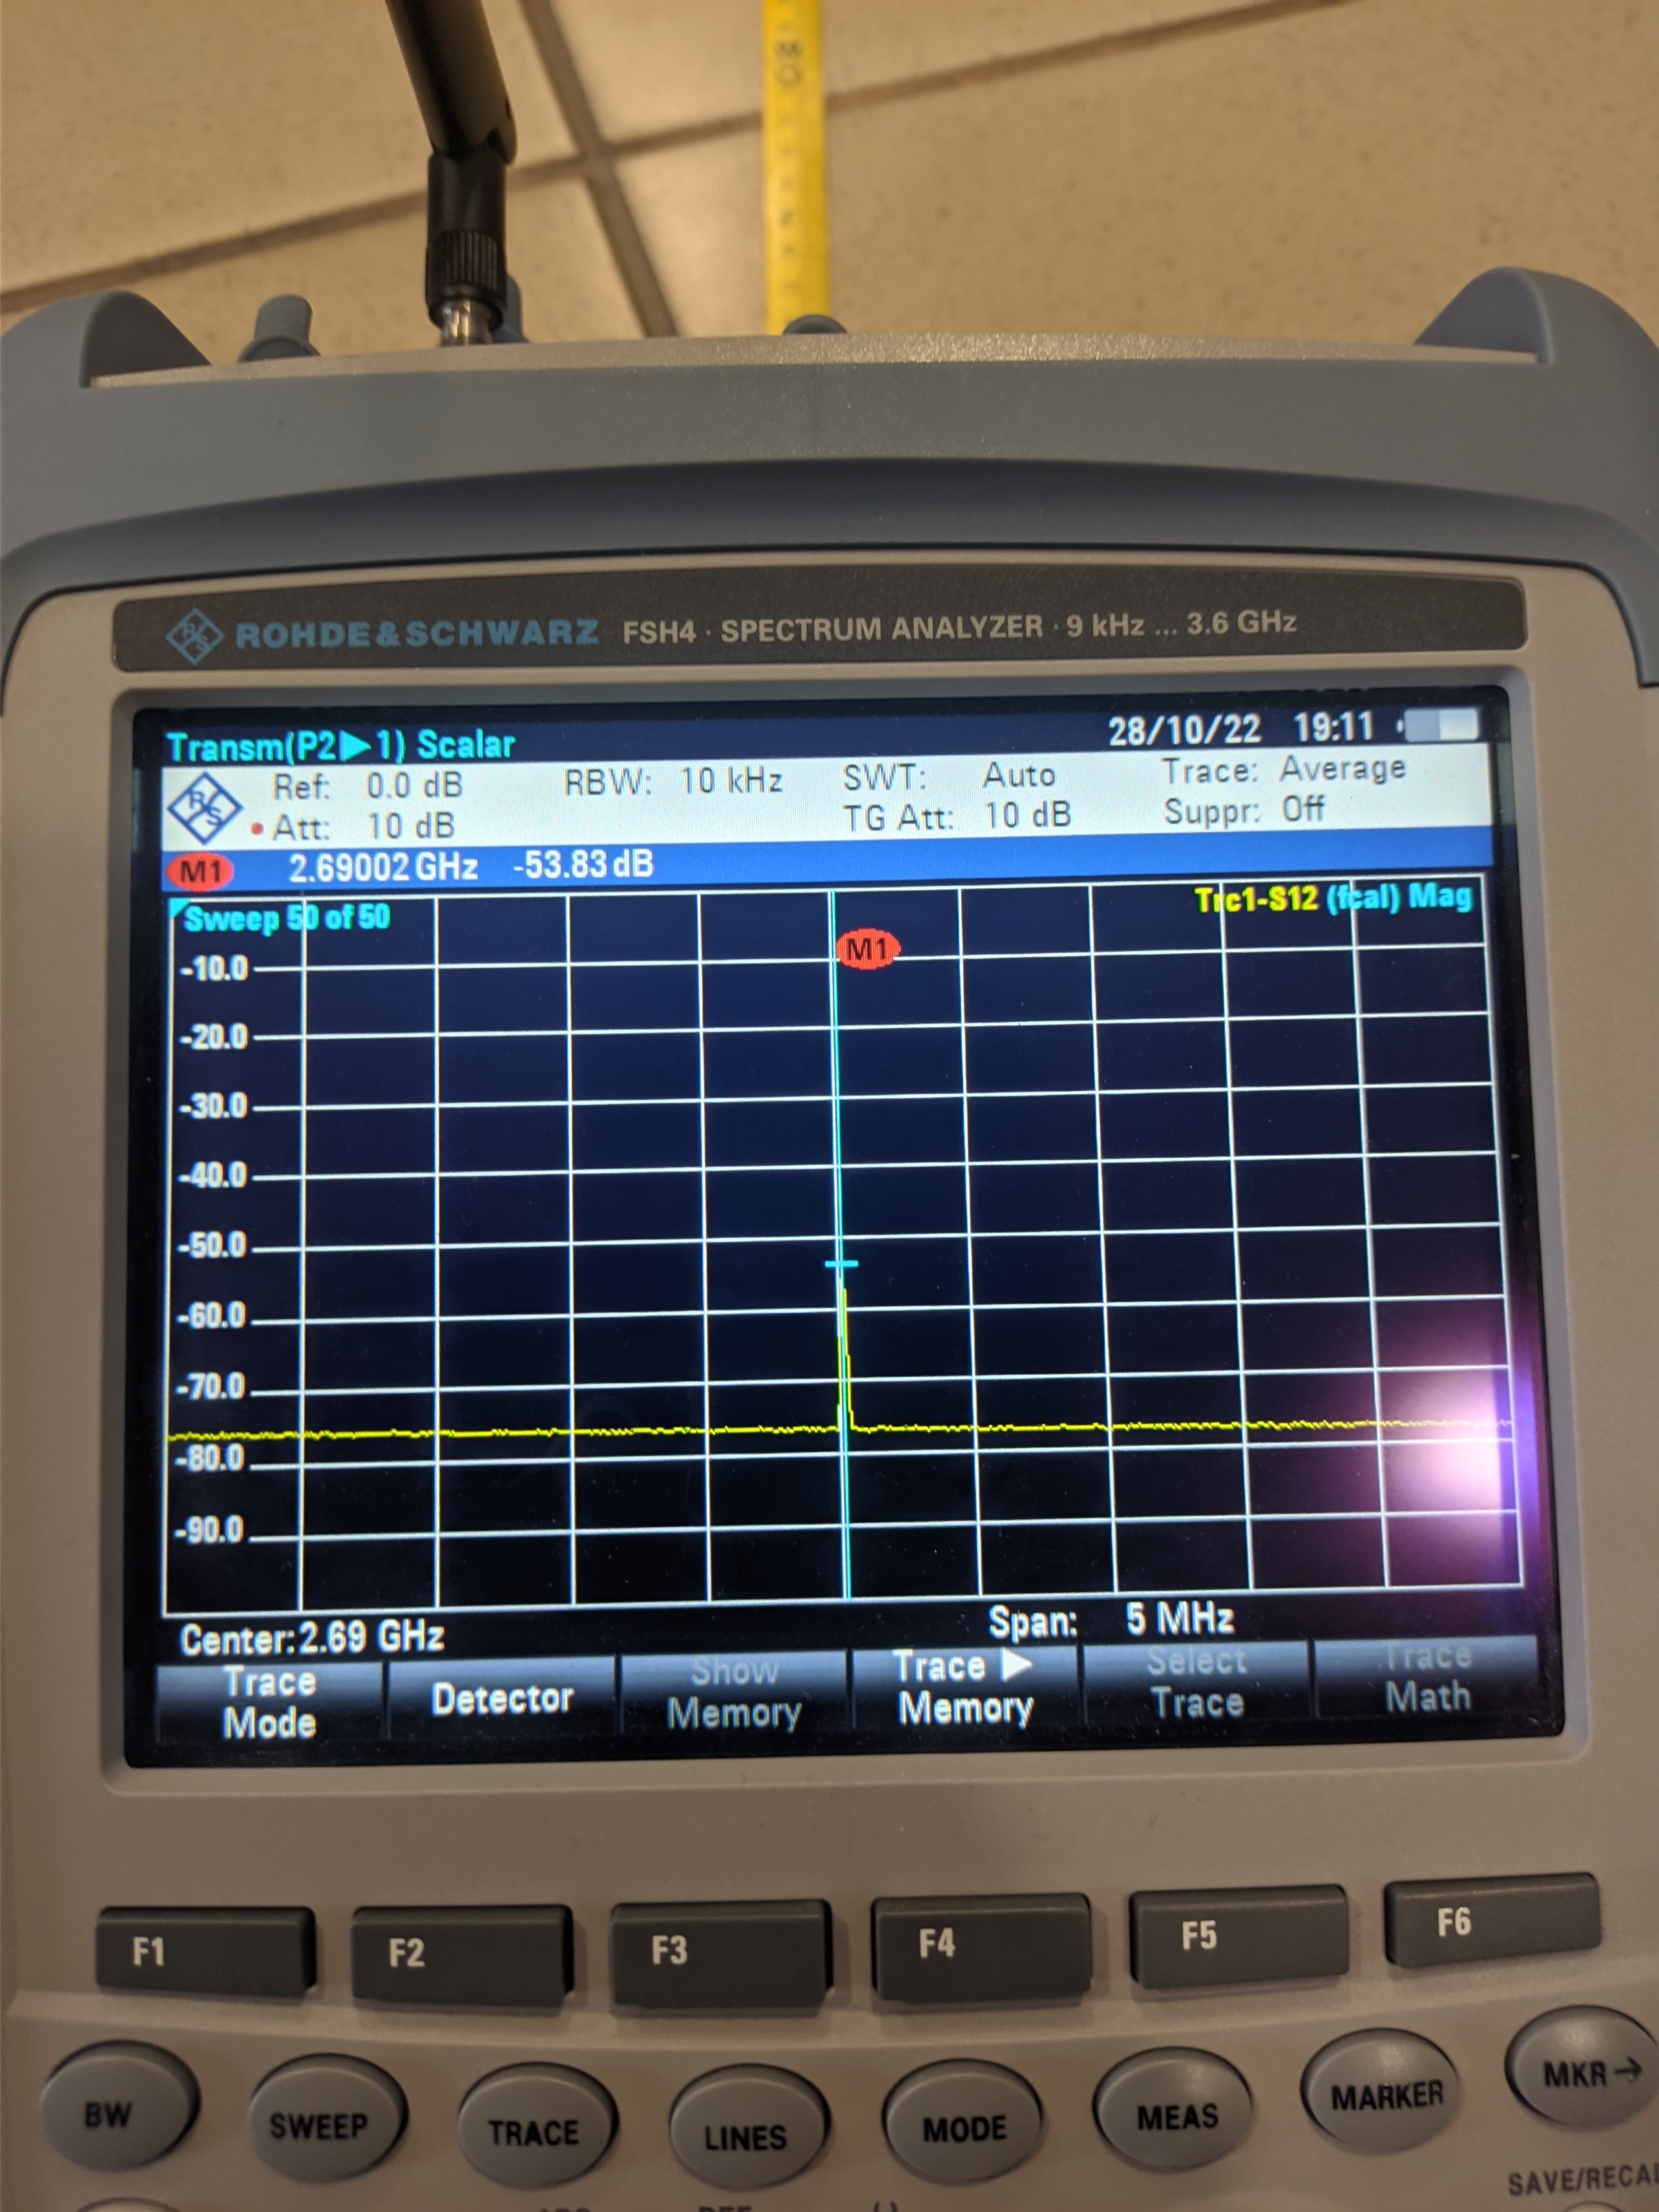 80
ROHDE&SCHWARZ FSH4 · SPECTRUM ANALYZER · 9 kHz ... 3.6 GHz
Transm(P2▶1) Scalar 28/10/22 19:11
Ref: 0.0 dB RBW: 10 kHz SWT: Auto Trace: Average
Att: 10 dB TG Att: 10 dB Suppr: Off
M1 2.69002 GHz -53.83 dB
Sweep 50 of 50 Trc1-S12 (fcal) Mag
M1
-10.0
-20.0
-30.0
-40.0
-50.0
-60.0
-70.0
-80.0
-90.0
Center: 2.69 GHz Span: 5 MHz
Trace Mode
Detector
Show Memory
Trace ▶ Memory
Select Trace
Trace Math
F1 F2 F3 F4 F5 F6
BW SWEEP TRACE LINES MODE MEAS MARKER MKR→